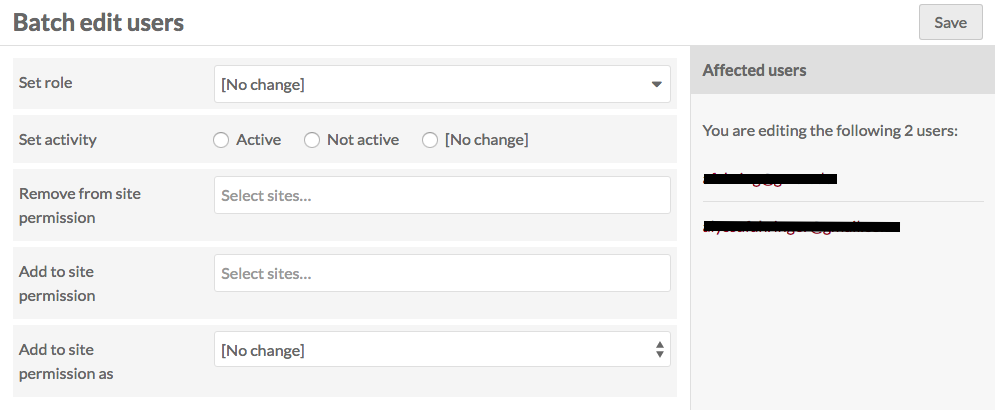 Batch edit users
Save
Set role
[No change]
Set activity
Active
Not active
[No change]
Remove from site
permission
Select sites...
Add to site
permission
Select sites...
Add to site
permission as
[No change]
Affected users
You are editing the following 2 users: